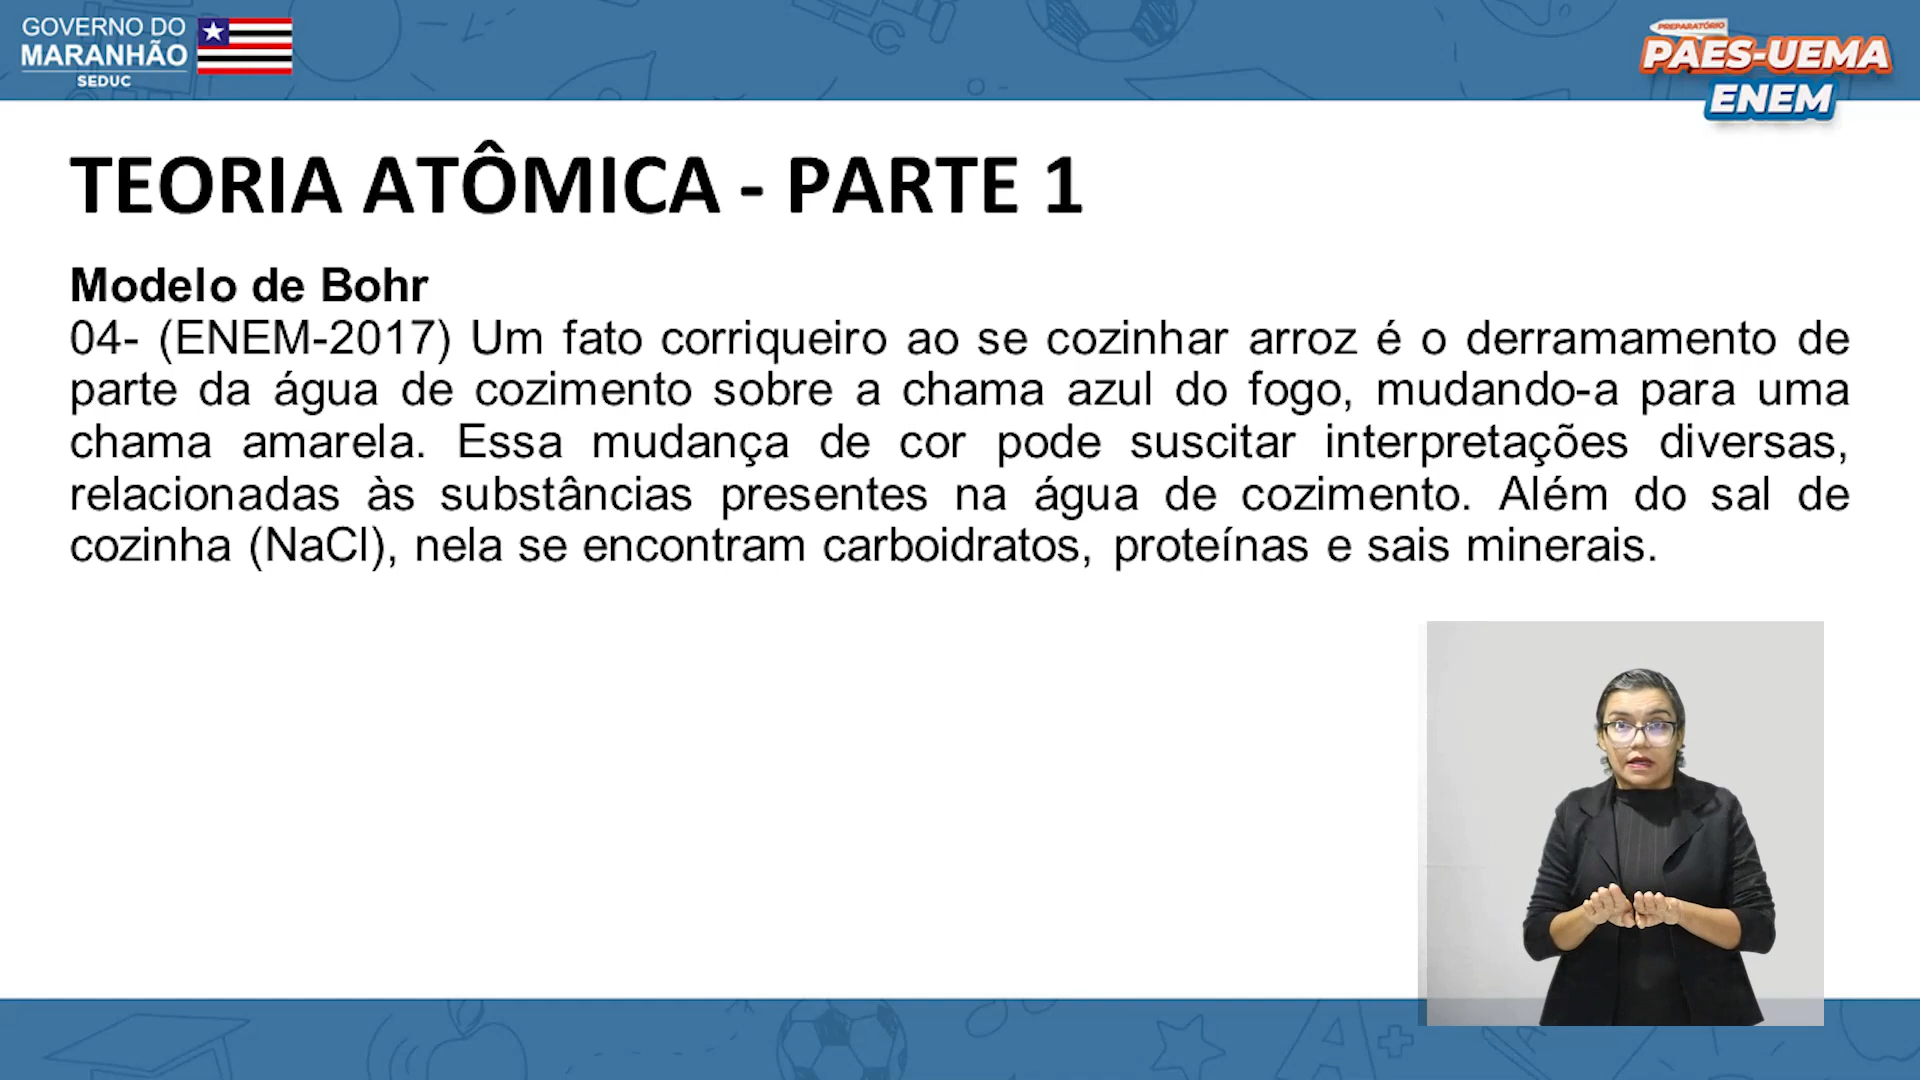 GOVERNO DO
MARANHÃO
SEDUC
PREPARATÓRIO
PAES-UEMA
ENEM
TEORIA ATÔMICA - PARTE 1
Modelo de Bohr
04- (ENEM-2017) Um fato corriqueiro ao se cozinhar arroz é o derramamento de
parte da água de cozimento sobre a chama azul do fogo, mudando-a para uma
chama amarela. Essa mudança de cor pode suscitar interpretações diversas,
relacionadas às substâncias presentes na água de cozimento. Além do sal de
cozinha (NaCl), nela se encontram carboidratos, proteínas e sais minerais.